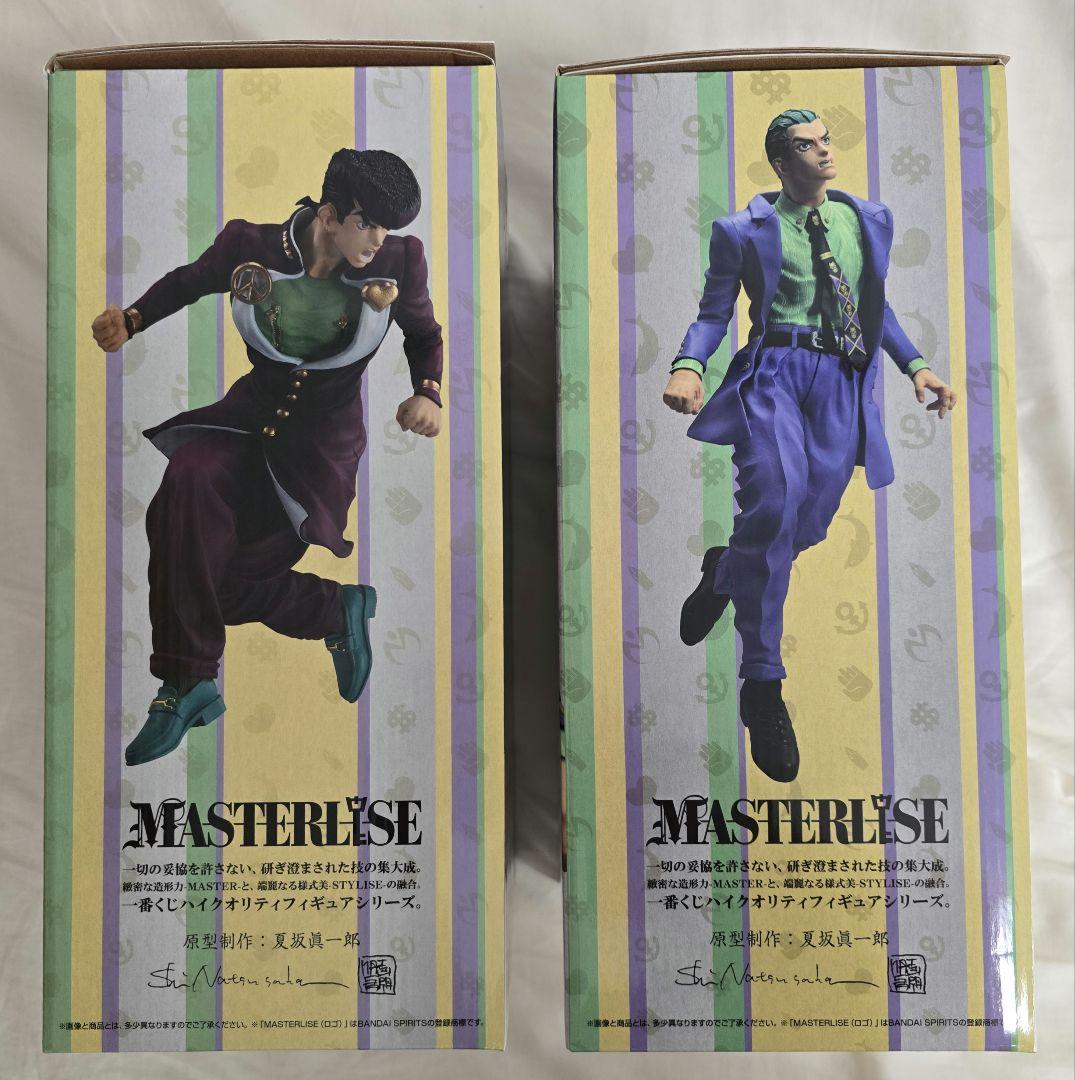 MASTERLISE
一切の妥協を許さない、研ぎ澄まされた技の集大成。
緻密な造形力-MASTER-と、端麗なる様式美-STYLISE-の融合。
一番くじハイクオリティフィギュアシリーズ。
原型制作：夏坂眞一郎
Shin Natsusaka
※画像と商品とは、多少異なりますのでご了承ください。※「MASTERLISE（ロゴ）」はBANDAI SPIRITSの登録商標です。
MASTERLISE
一切の妥協を許さない、研ぎ澄まされた技の集大成。
緻密な造形力-MASTER-と、端麗なる様式美-STYLISE-の融合。
一番くじハイクオリティフィギュアシリーズ。
原型制作：夏坂眞一郎
Shin Natsusaka
※画像と商品とは、多少異なりますのでご了承ください。※「MASTERLISE（ロゴ）」はBANDAI SPIRITSの登録商標です。